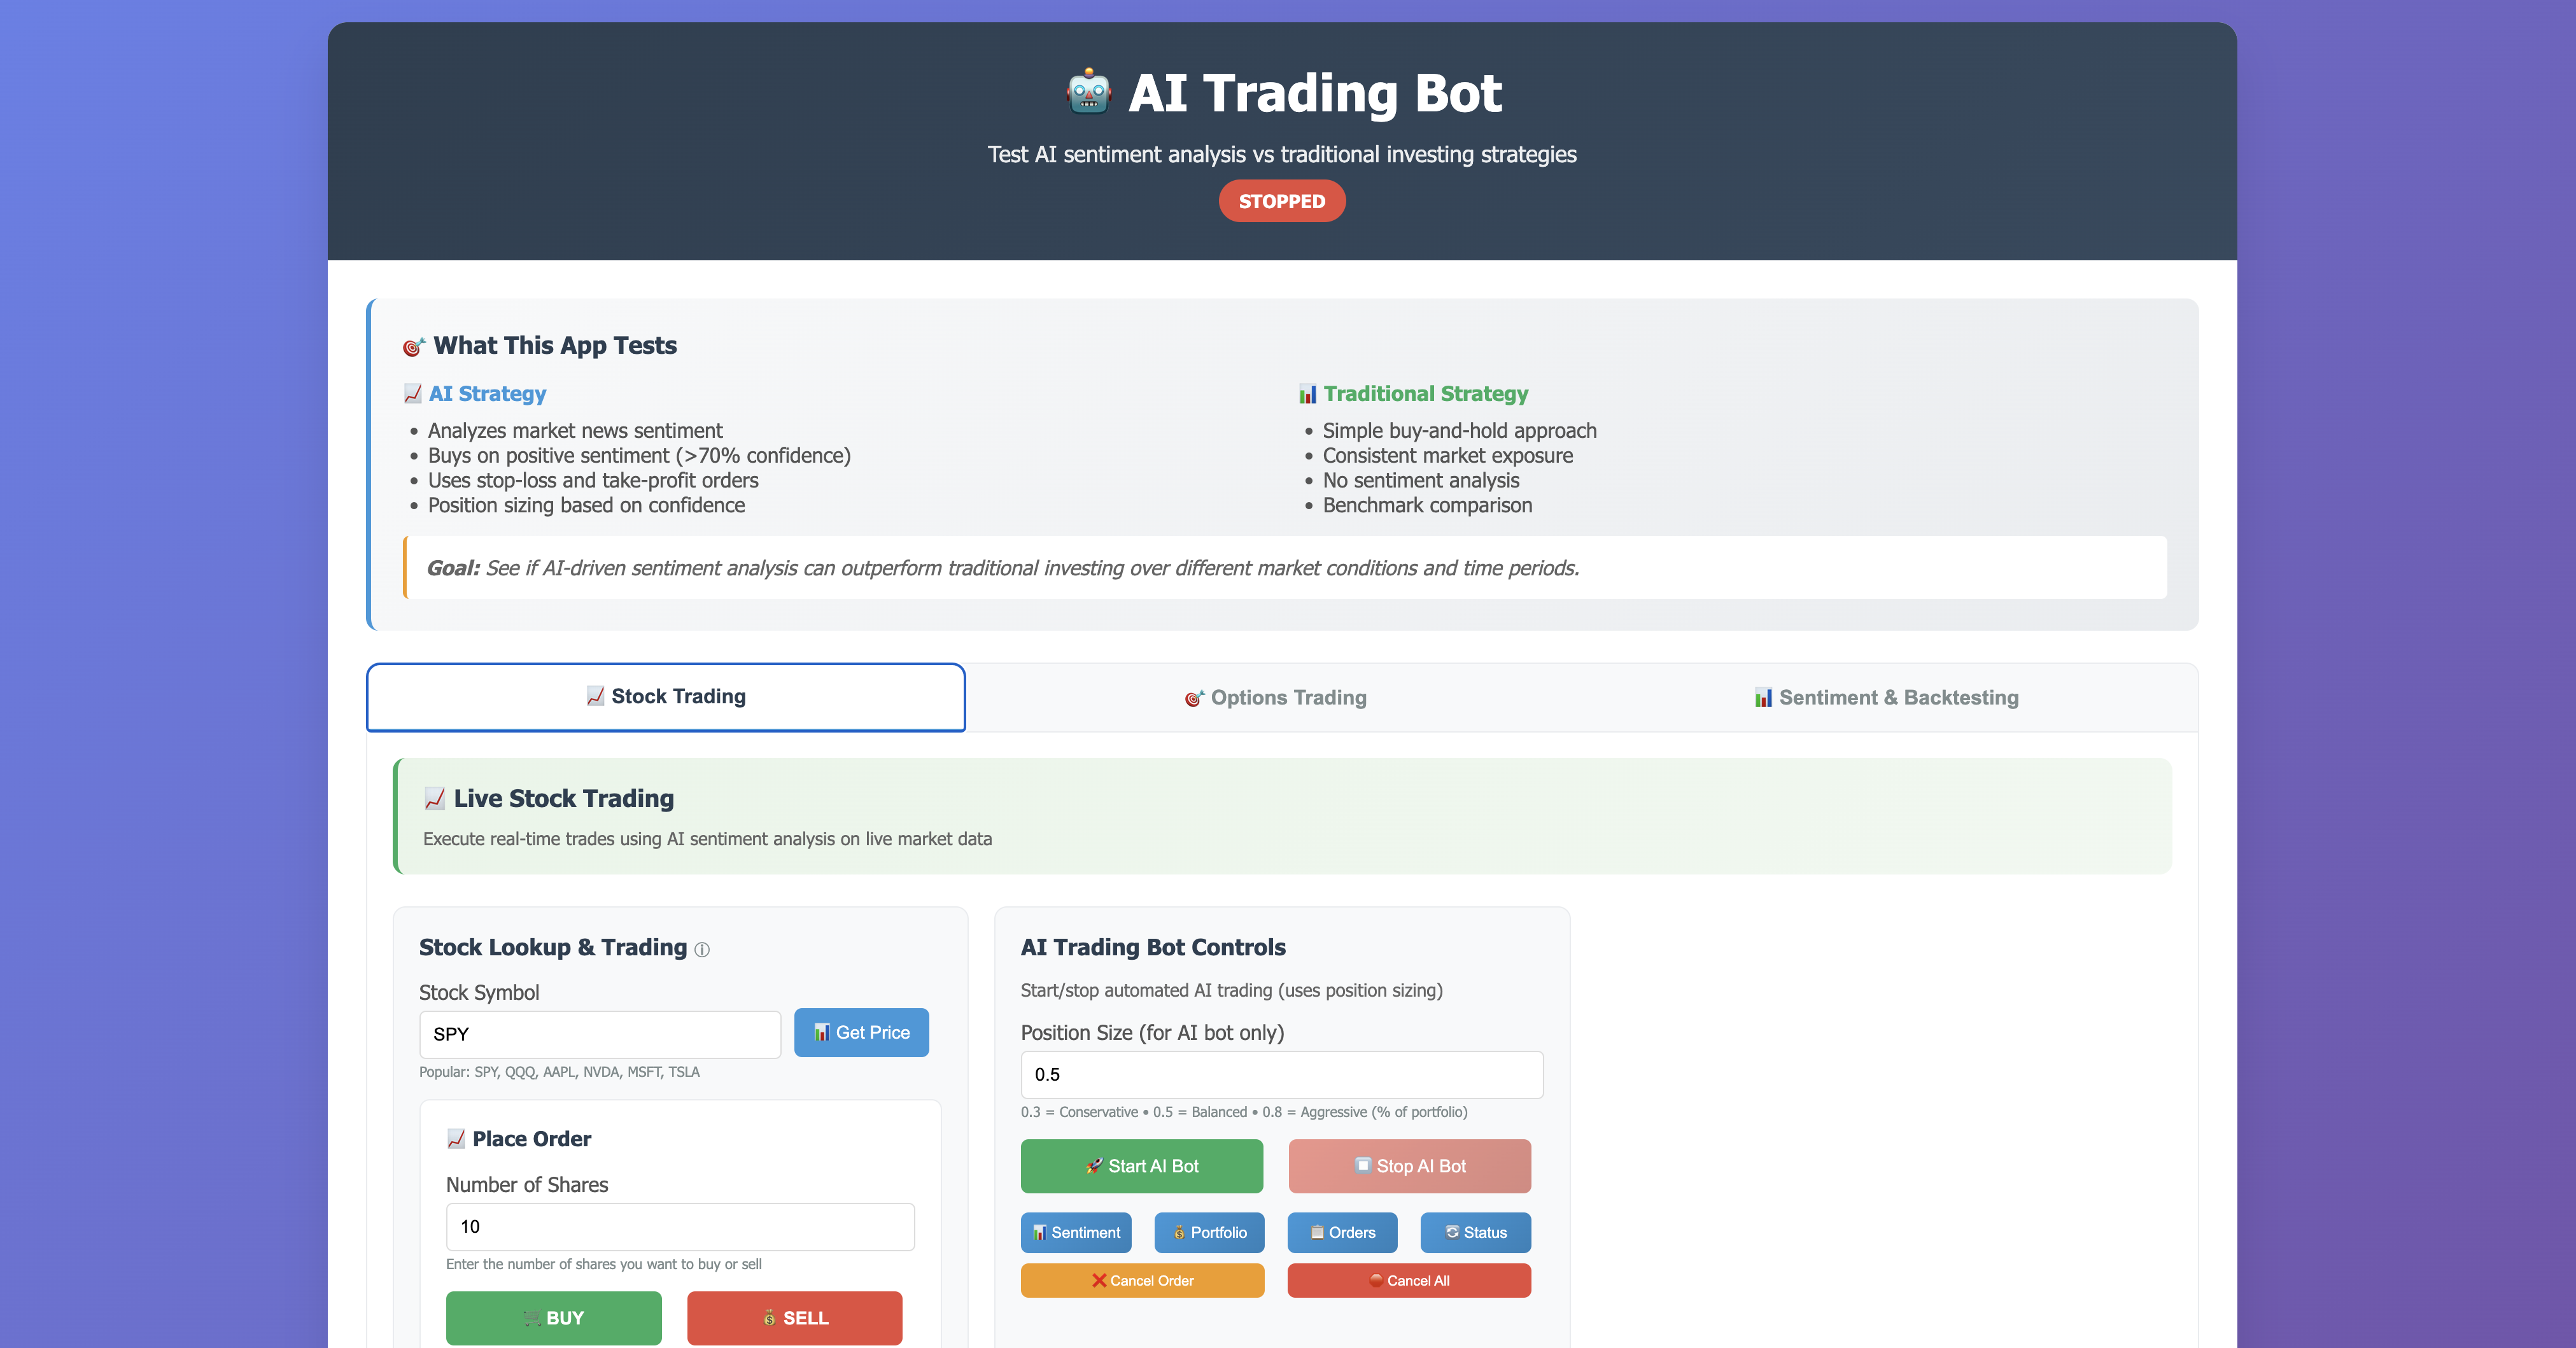 AI Trading Bot
Test AI sentiment analysis vs traditional investing strategies
STOPPED
What This App Tests
AI Strategy
• Analyzes market news sentiment
• Buys on positive sentiment (>70% confidence)
• Uses stop-loss and take-profit orders
• Position sizing based on confidence
Traditional Strategy
• Simple buy-and-hold approach
• Consistent market exposure
• No sentiment analysis
• Benchmark comparison
Goal: See if AI-driven sentiment analysis can outperform traditional investing over different market conditions and time periods.
Stock Trading
Options Trading
Sentiment & Backtesting
Live Stock Trading
Execute real-time trades using AI sentiment analysis on live market data
Stock Lookup & Trading ⓘ
Stock Symbol
SPY
Get Price
Popular: SPY, QQQ, AAPL, NVDA, MSFT, TSLA
Place Order
Number of Shares
10
Enter the number of shares you want to buy or sell
BUY
SELL
AI Trading Bot Controls
Start/stop automated AI trading (uses position sizing)
Position Size (for AI bot only)
0.5
0.3 = Conservative • 0.5 = Balanced • 0.8 = Aggressive (% of portfolio)
Start AI Bot
Stop AI Bot
Sentiment
Portfolio
Orders
Status
Cancel Order
Cancel All